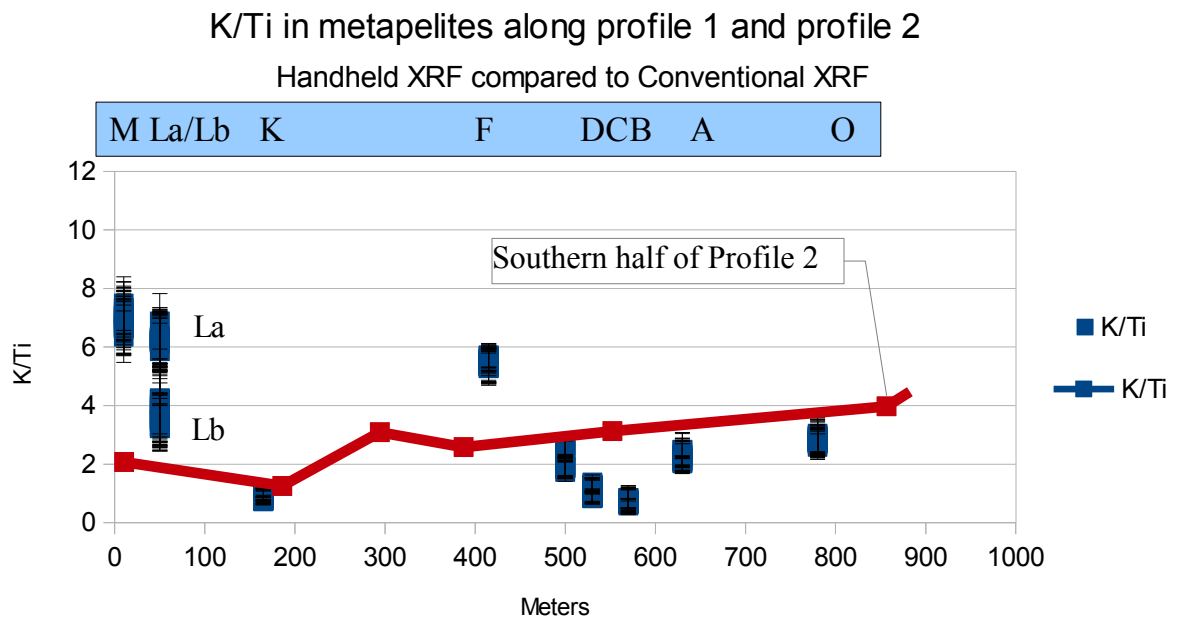 K/Ti in metapelites along profile 1 and profile 2
Handheld XRF compared to Conventional XRF
M La/Lb K F DCB A O
12
10
8
6
4
2
0
K/Ti
Southern half of Profile 2
La
Lb
K/Ti
K/Ti
0 100 200 300 400 500 600 700 800 900 1000
Meters